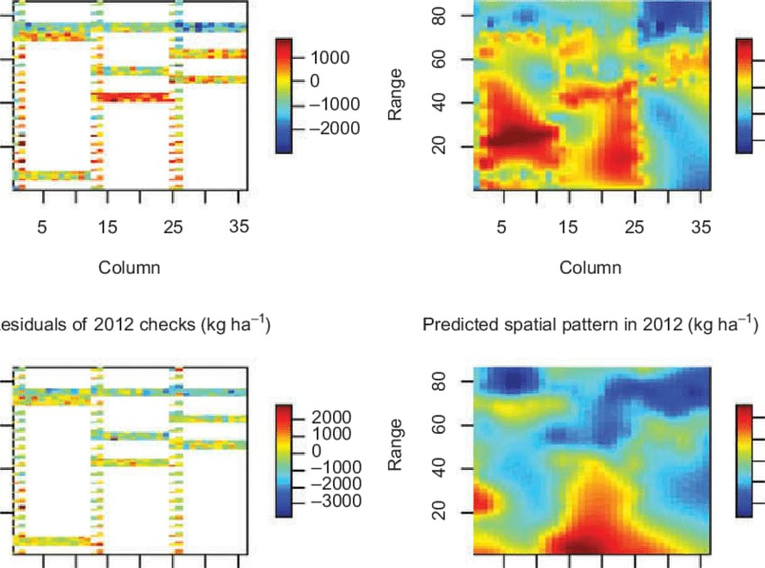 1000
0
−1000
−2000
5 15 25 35
Column
Range
20 40 60 80
5 15 25 35
Column
esiduals of 2012 checks (kg ha−1)
Predicted spatial pattern in 2012 (kg ha−1)
2000
1000
0
−1000
−2000
−3000
Range
20 40 60 80